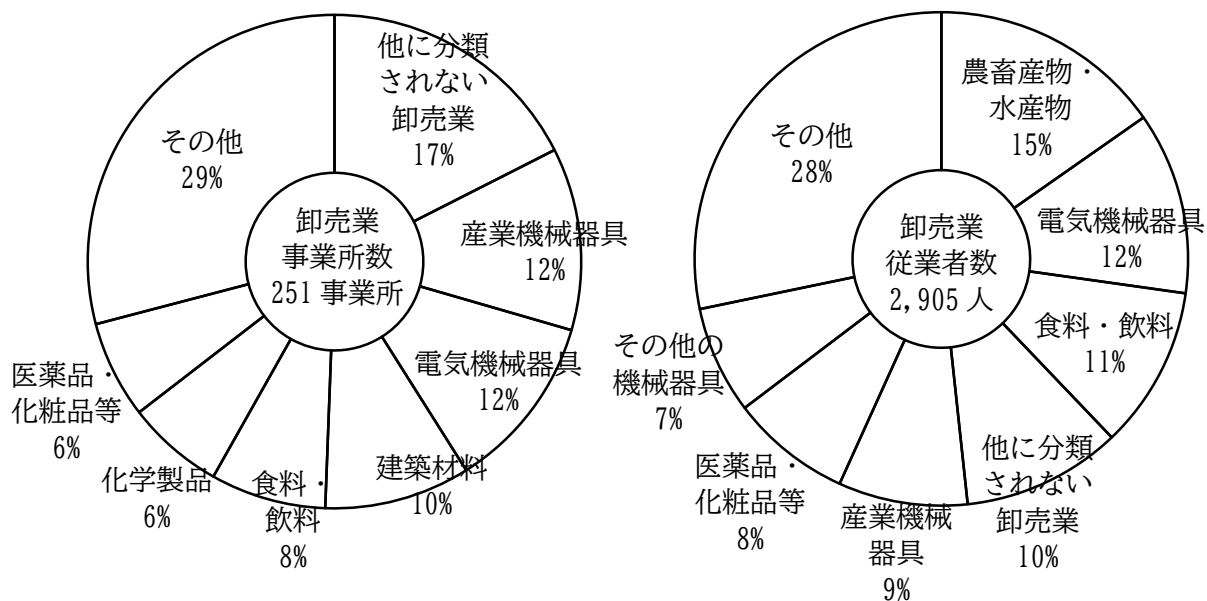 他に分類
されない
卸売業
17%
産業機械器具
12%
電気機械器具
12%
建築材料
10%
食料・
飲料
8%
化学製品
6%
医薬品・
化粧品等
6%
その他
29%
卸売業
事業所数
251 事業所
農畜産物・
水産物
15%
電気機械器具
12%
食料・飲料
11%
他に分類
されない
卸売業
10%
産業機械
器具
9%
医薬品・
化粧品等
8%
その他の
機械器具
7%
その他
28%
卸売業
従業者数
2,905 人